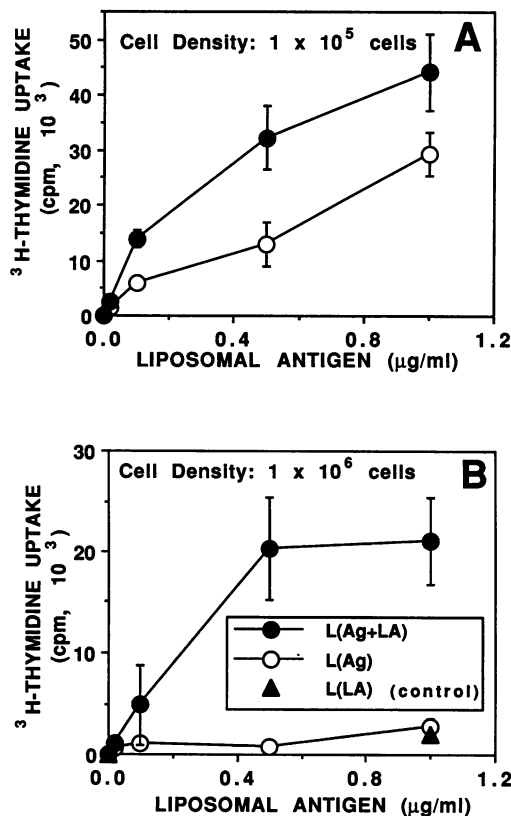 Cell Density: 1 x 10⁵ cells
A
³H-THYMIDINE UPTAKE
(cpm, 10³)
50
40
30
20
10
0
0.0 0.4 0.8 1.2
LIPOSOMAL ANTIGEN (µg/ml)
Cell Density: 1 x 10⁶ cells
B
³H-THYMIDINE UPTAKE
(cpm, 10³)
30
20
10
0
L(Ag+LA)
L(Ag)
L(LA) (control)
0.0 0.4 0.8 1.2
LIPOSOMAL ANTIGEN (µg/ml)